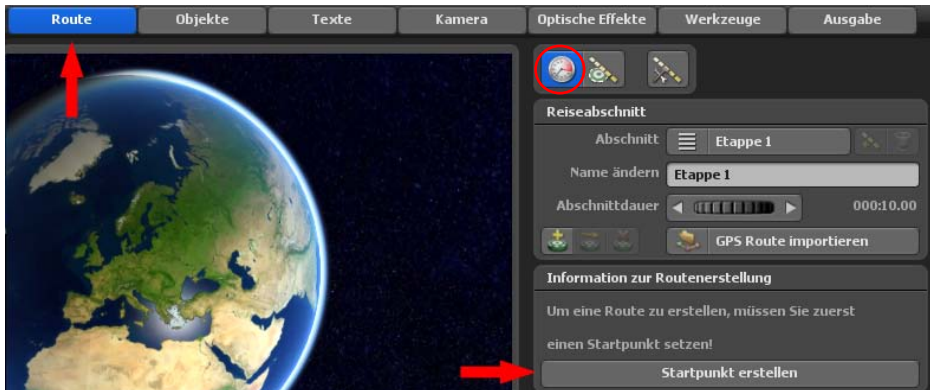 Route Objekte Texte Kamera Optische Effekte Werkzeuge Ausgabe
Reiseabschnitt
Abschnitt Etappe 1
Name ändern Etappe 1
Abschnittdauer 000:10.00
GPS Route importieren
Information zur Routenerstellung
Um eine Route zu erstellen, müssen Sie zuerst
einen Startpunkt setzen!
Startpunkt erstellen